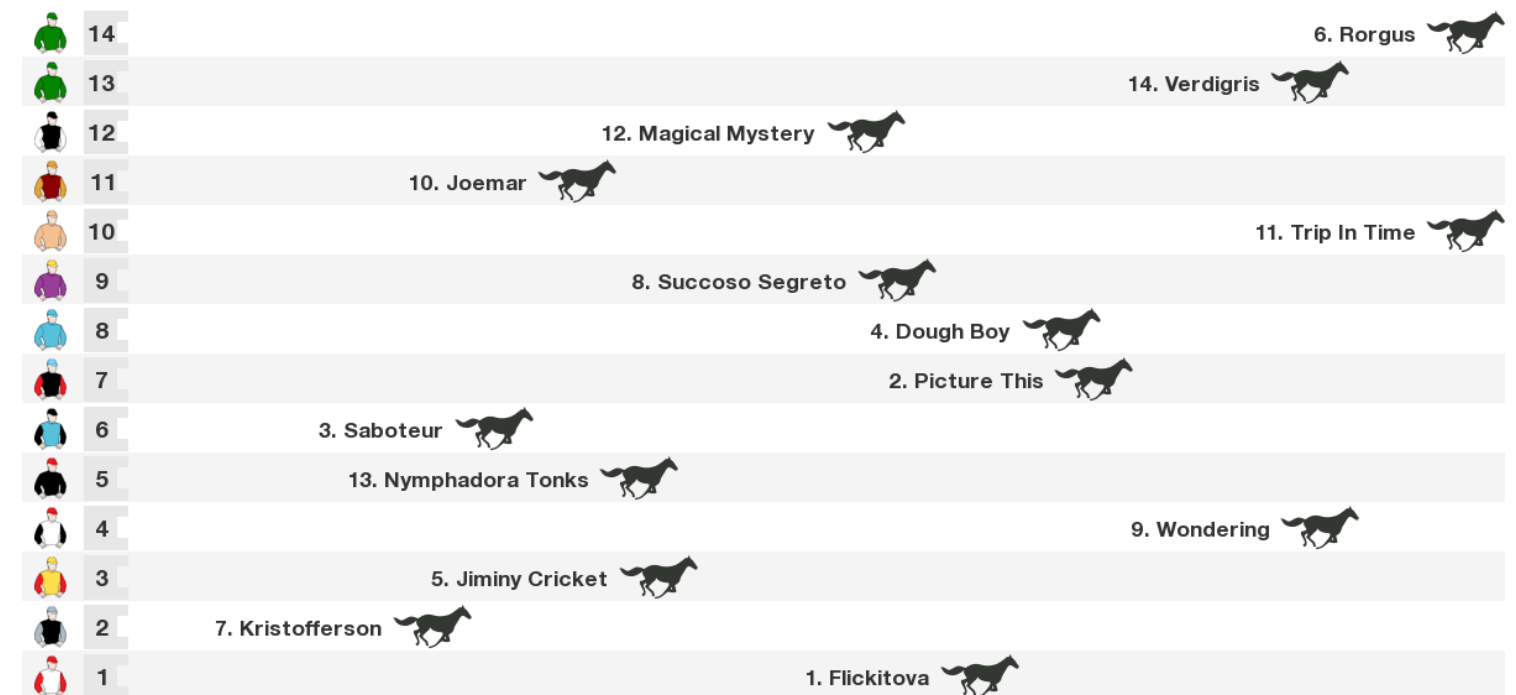 14 6. Rorgus
13 14. Verdigris
12 12. Magical Mystery
11 10. Joemar
10 11. Trip In Time
9 8. Succoso Segreto
8 4. Dough Boy
7 2. Picture This
6 3. Saboteur
5 13. Nymphadora Tonks
4 9. Wondering
3 5. Jiminy Cricket
2 7. Kristofferson
1 1. Flickitova